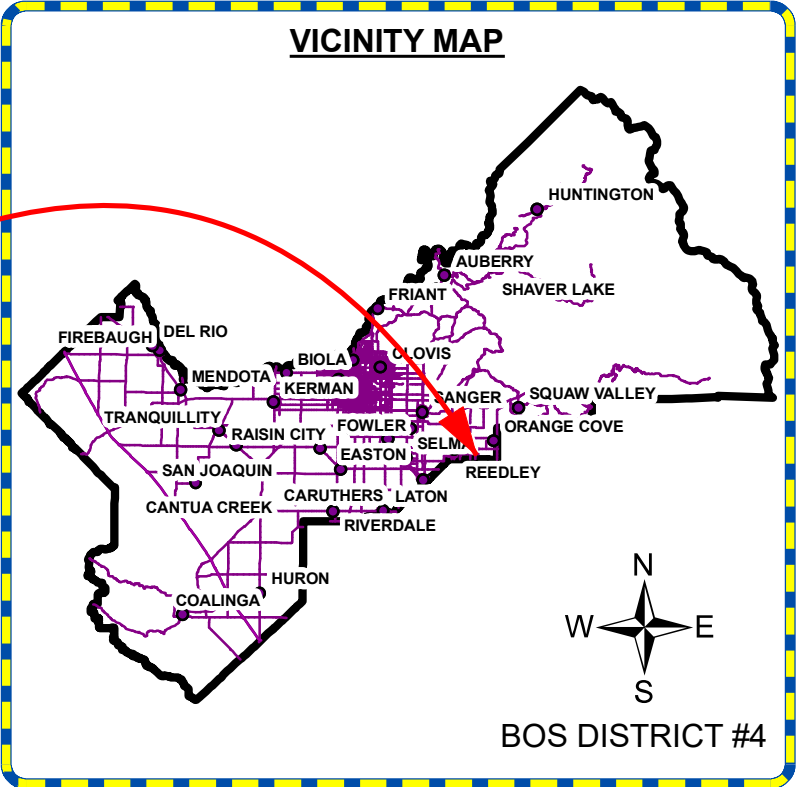 VICINITY MAP
HUNTINGTON
AUBERRY
SHAVER LAKE
FRIANT
FIREBAUGH
DEL RIO
BIOLA
CLOVIS
MENDOTA
KERMAN
SANGER
SQUAW VALLEY
TRANQUILLITY
FOWLER
ORANGE COVE
RAISIN CITY
SELMA
EASTON
SAN JOAQUIN
REEDLEY
CARUTHERS
LATON
CANTUA CREEK
RIVERDALE
HURON
COALINGA
N
W
E
S
BOS DISTRICT #4